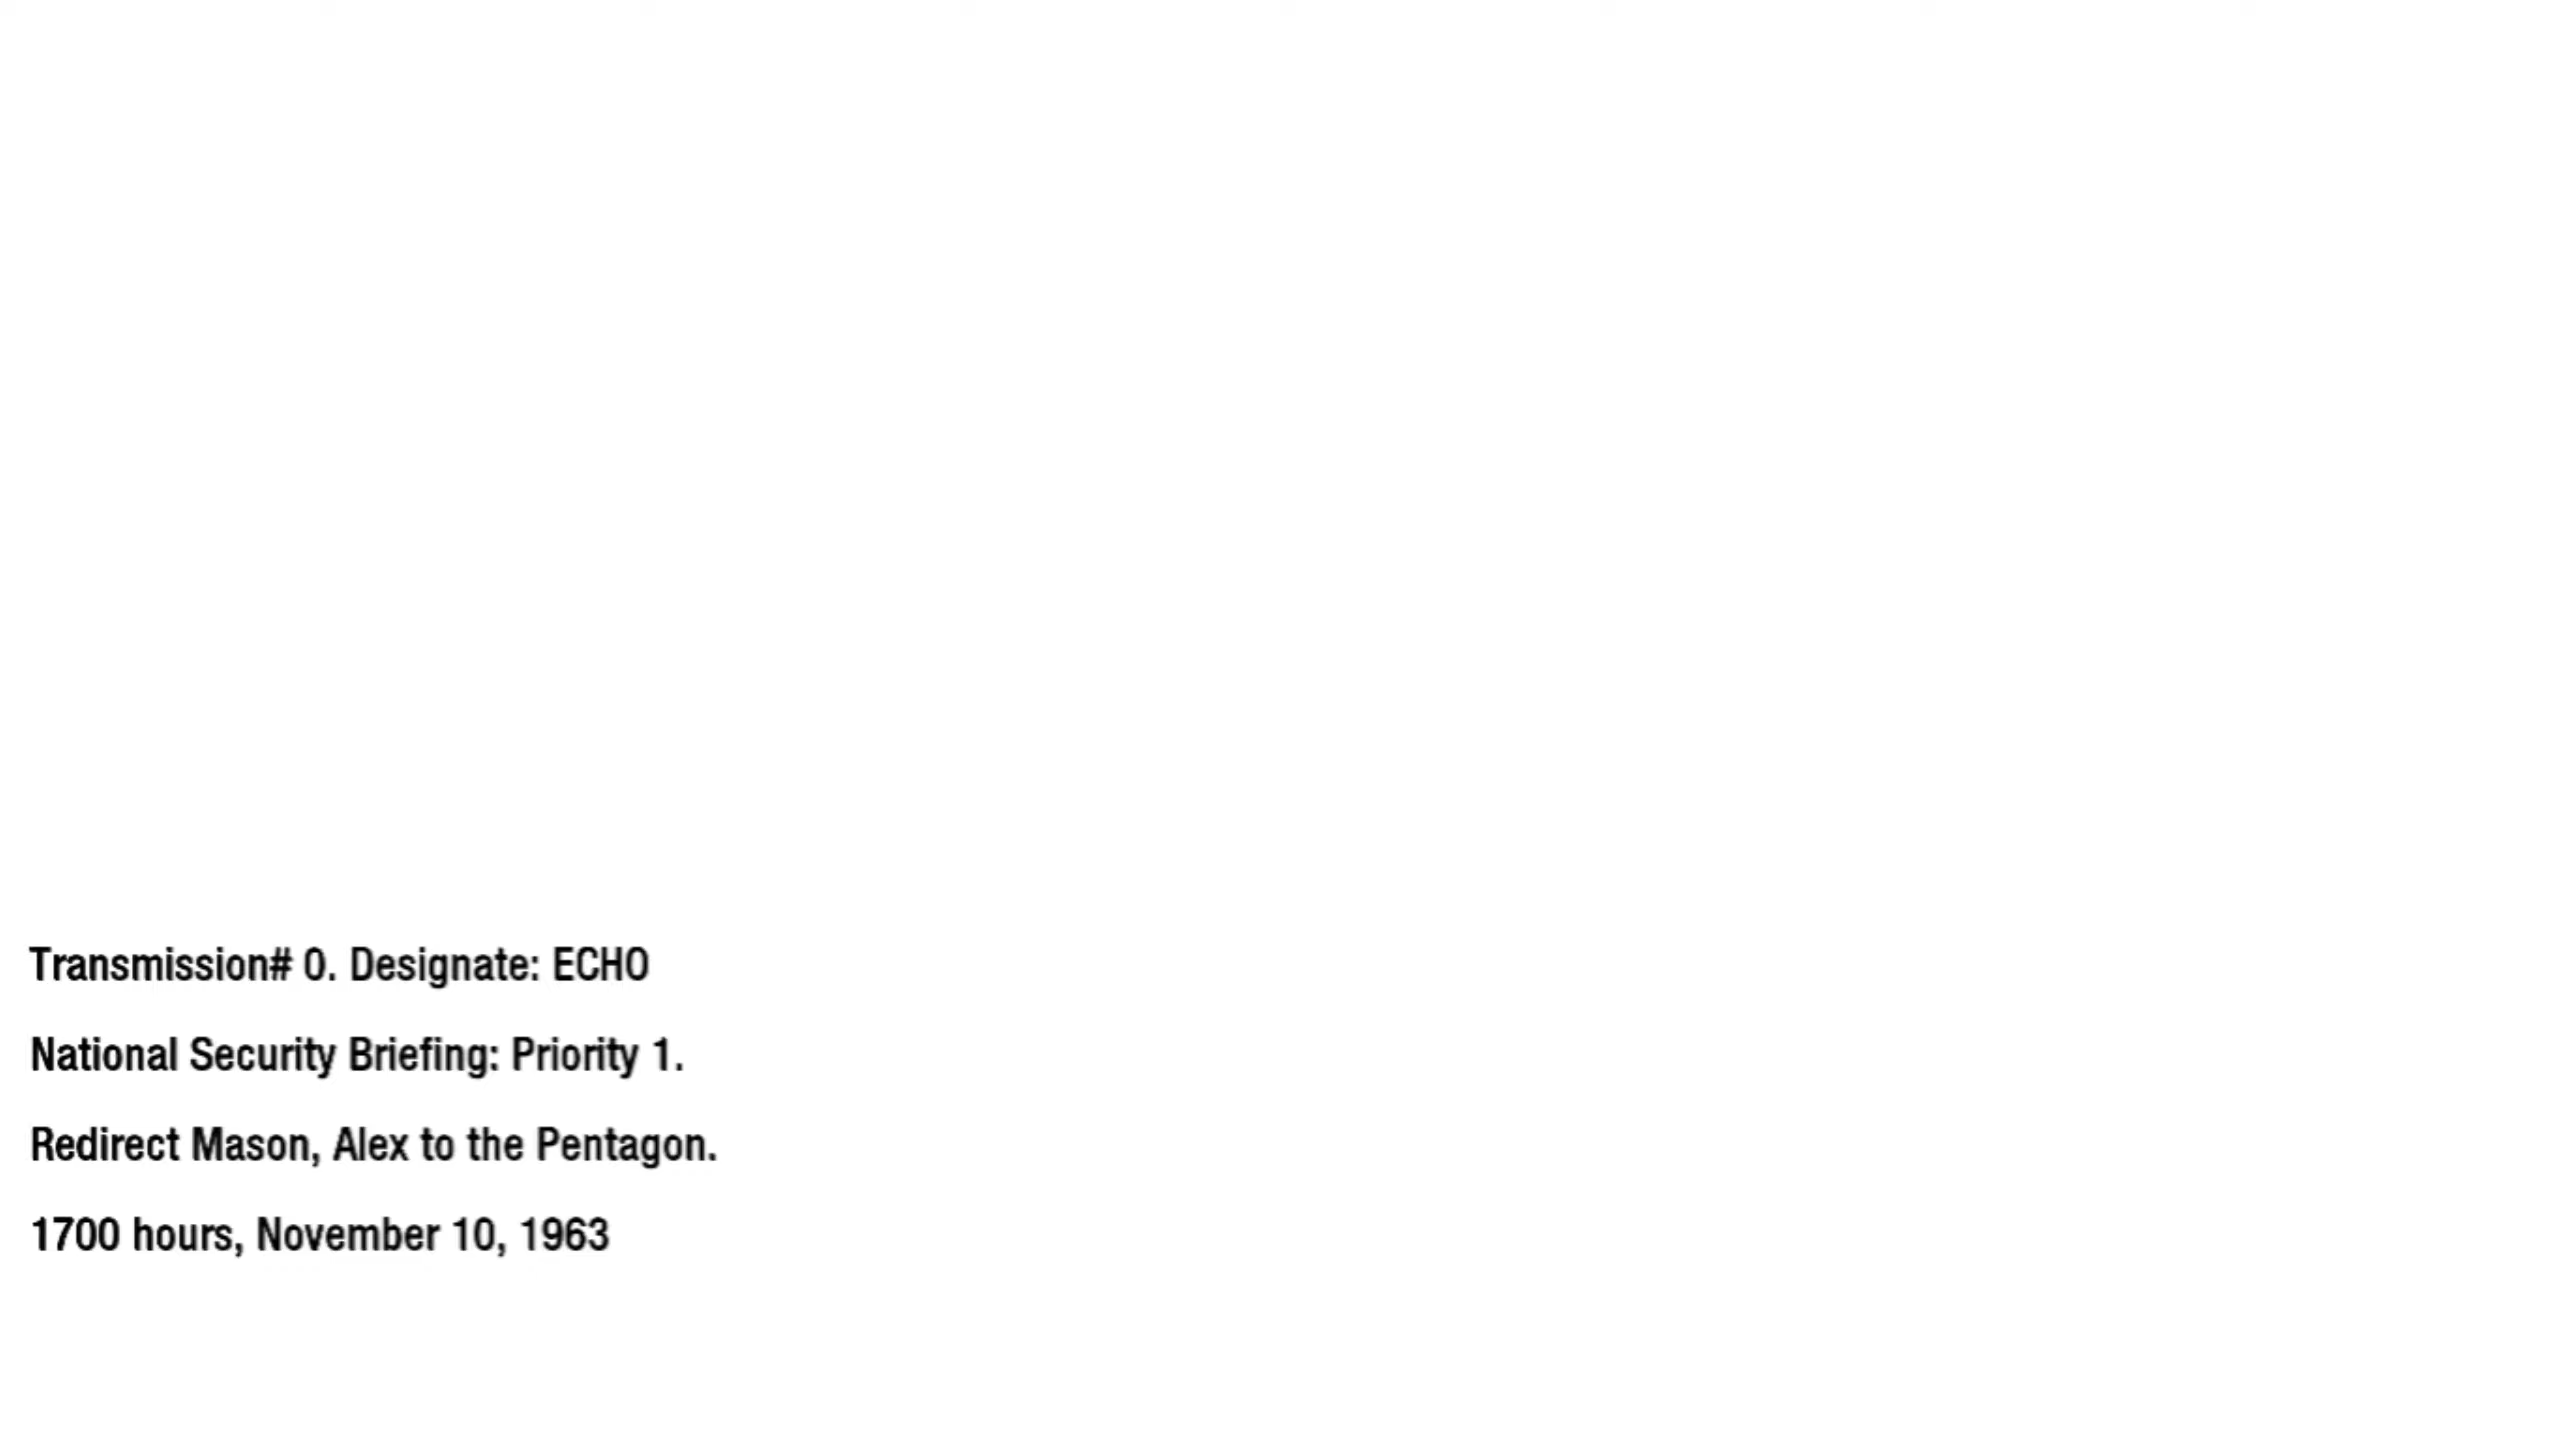 Transmission# 0. Designate: ECHO
National Security Briefing: Priority 1.
Redirect Mason, Alex to the Pentagon.
1700 hours, November 10, 1963